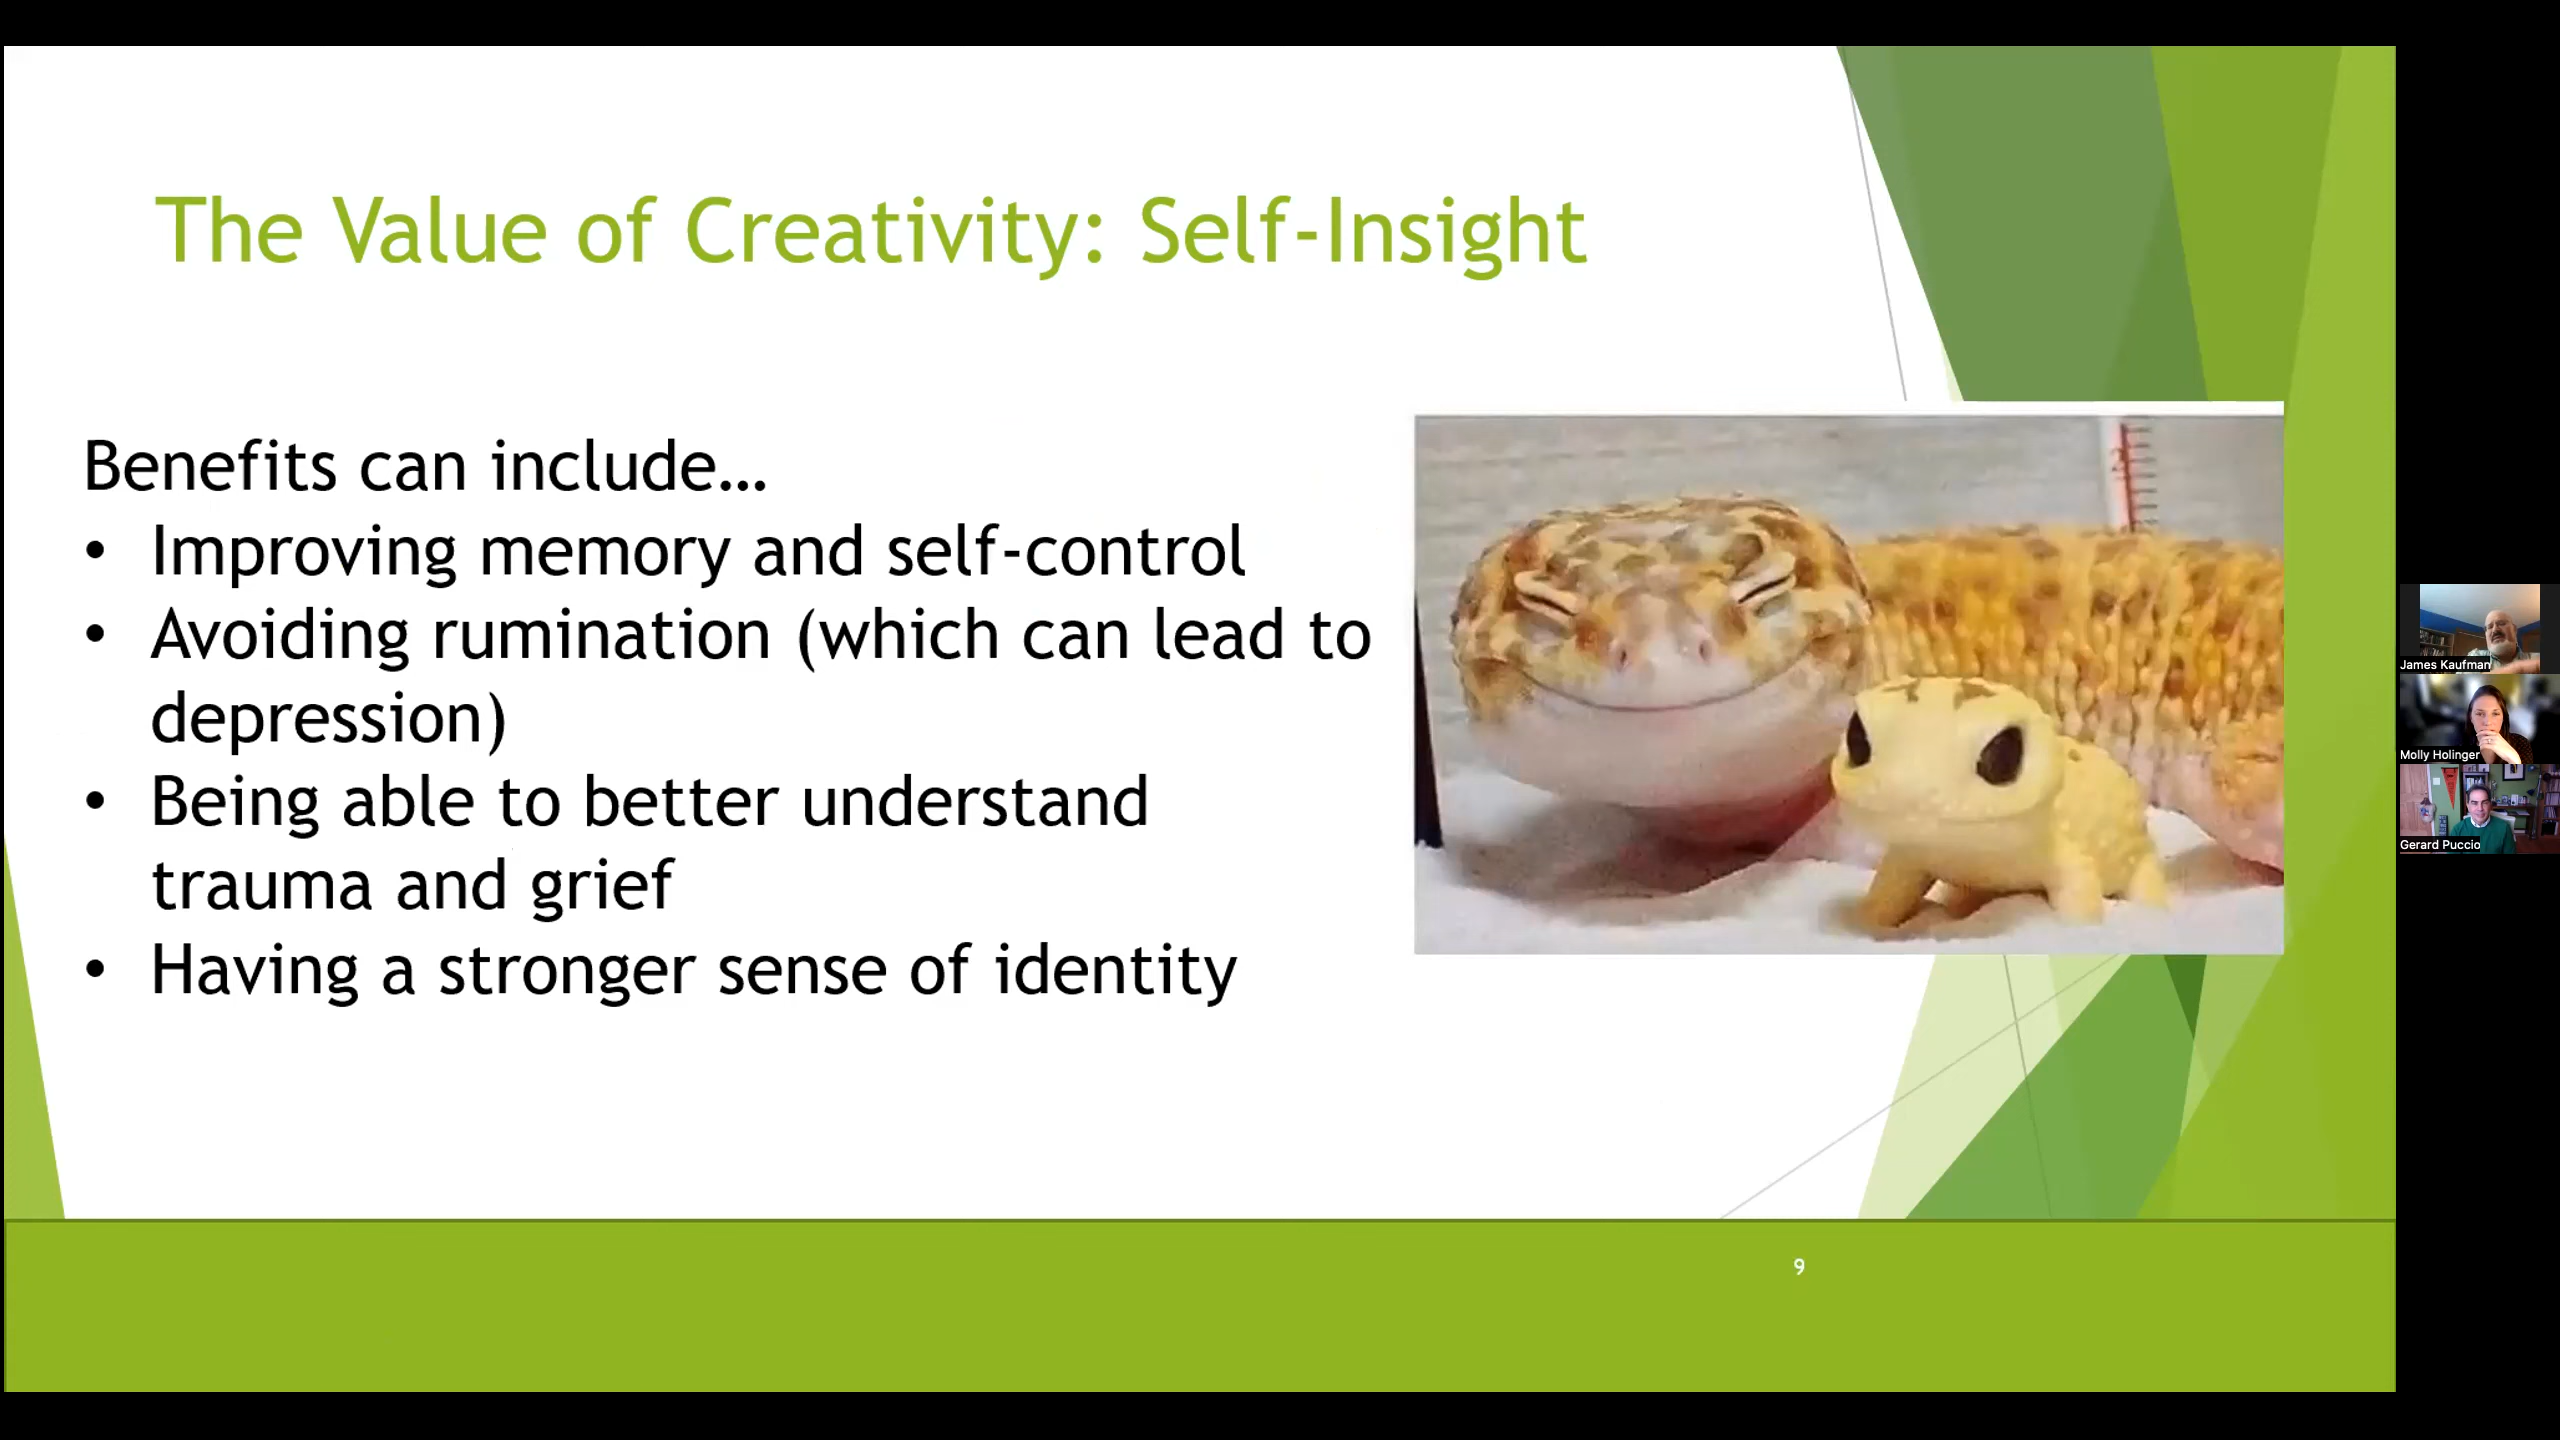 The Value of Creativity: Self-Insight
Benefits can include…
• Improving memory and self-control
• Avoiding rumination (which can lead to
depression)
• Being able to better understand
trauma and grief
• Having a stronger sense of identity
9
James Kaufman
Molly Holinger
Gerard Puccio